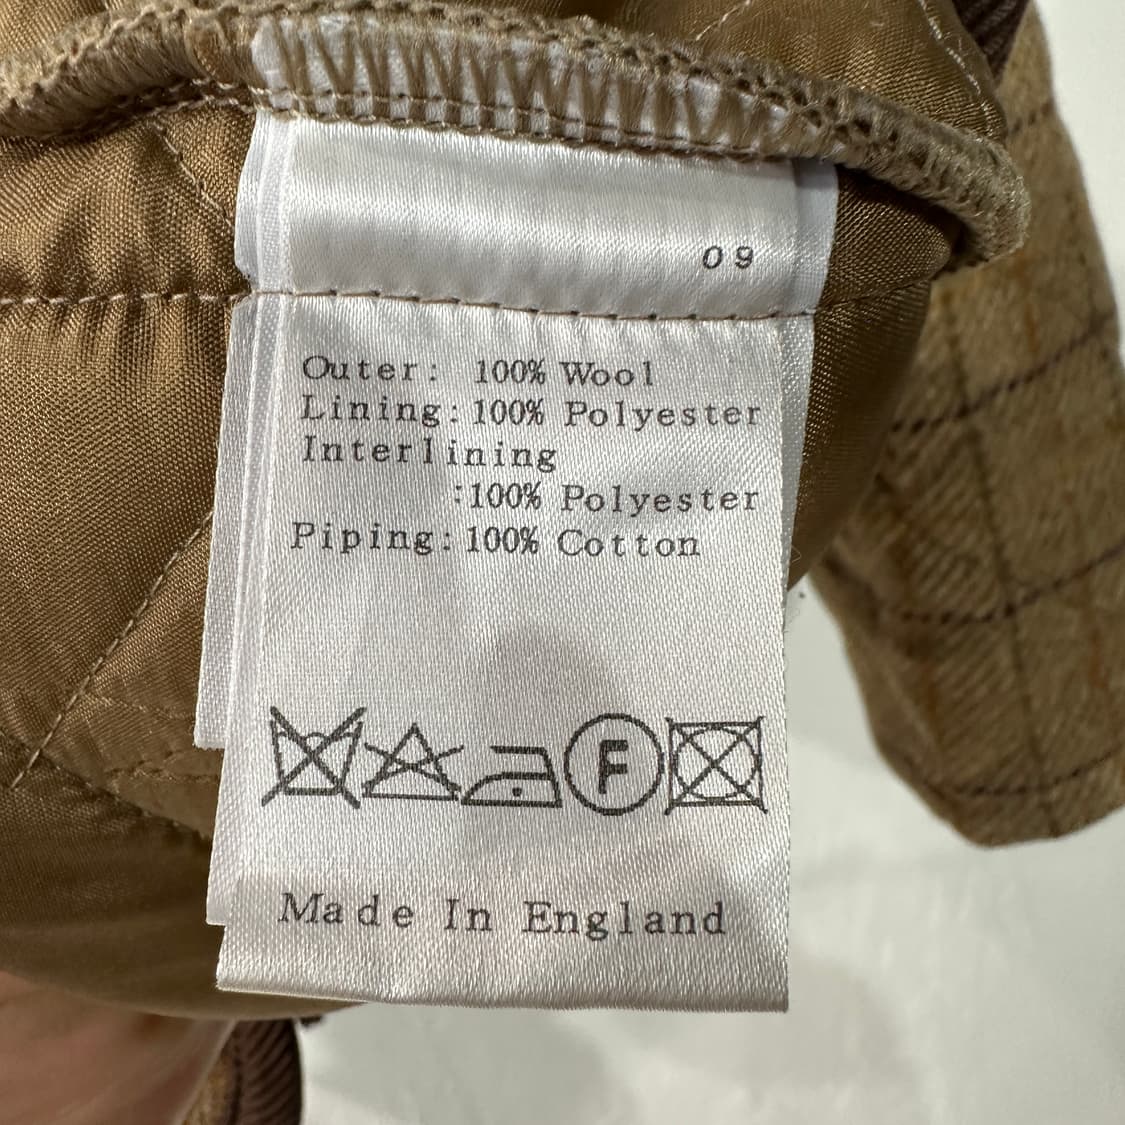 09
Outer: 100% Wool
Lining: 100% Polyester
Interlining
:100% Polyester
Piping: 100% Cotton
F
Made In England